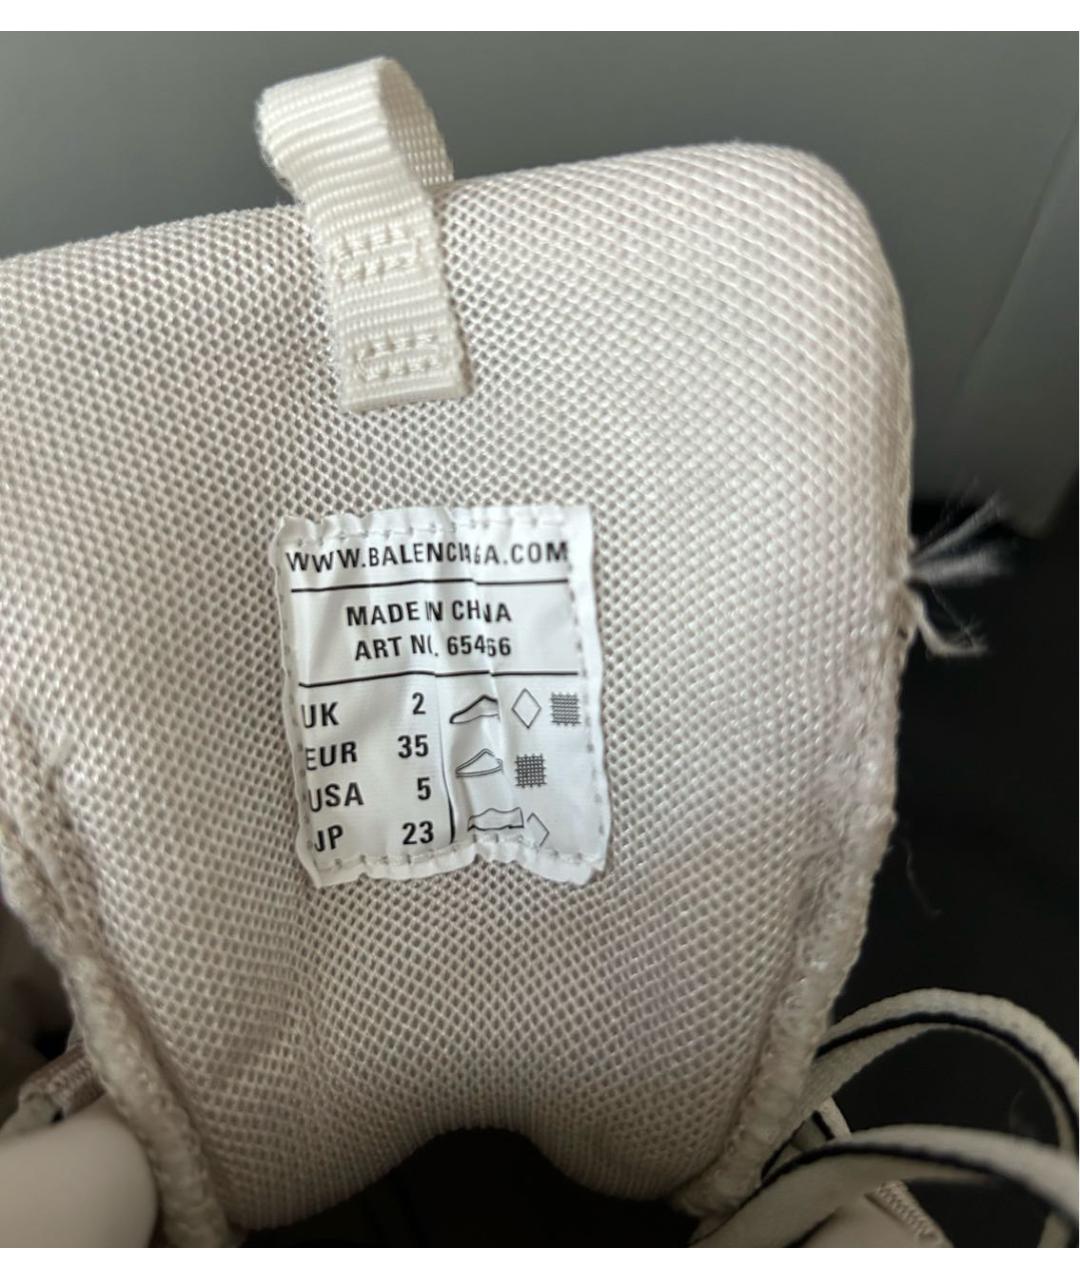 WWW.BALENCIAGA.COM
MADE IN CHINA
ART NO. 65466
UK 2
EUR 35
USA 5
JP 23